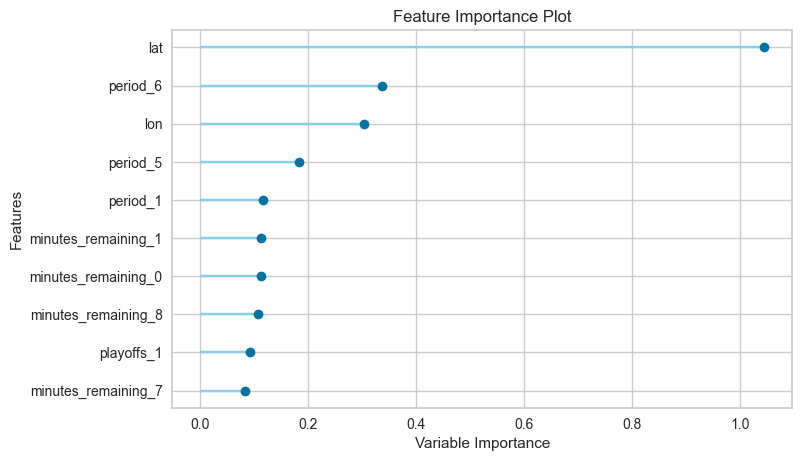 Feature Importance Plot
lat
period_6
lon
period_5
period_1
minutes_remaining_1
minutes_remaining_0
minutes_remaining_8
playoffs_1
minutes_remaining_7
Features
0.0 0.2 0.4 0.6 0.8 1.0
Variable Importance